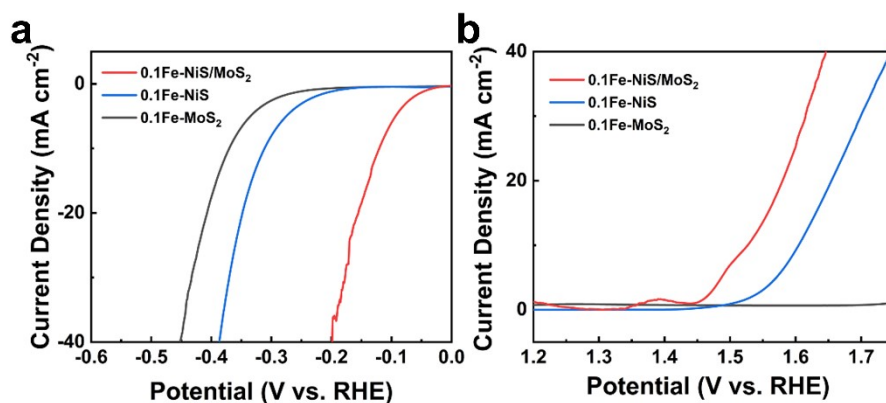 a
0.1Fe-NiS/MoS₂
0.1Fe-NiS
0.1Fe-MoS₂
Current Density (mA cm⁻²)
0
-20
-40
-0.6 -0.5 -0.4 -0.3 -0.2 -0.1 0.0
Potential (V vs. RHE)
b
0.1Fe-NiS/MoS₂
0.1Fe-NiS
0.1Fe-MoS₂
Current Density (mA cm⁻²)
40
20
0
1.2 1.3 1.4 1.5 1.6 1.7
Potential (V vs. RHE)